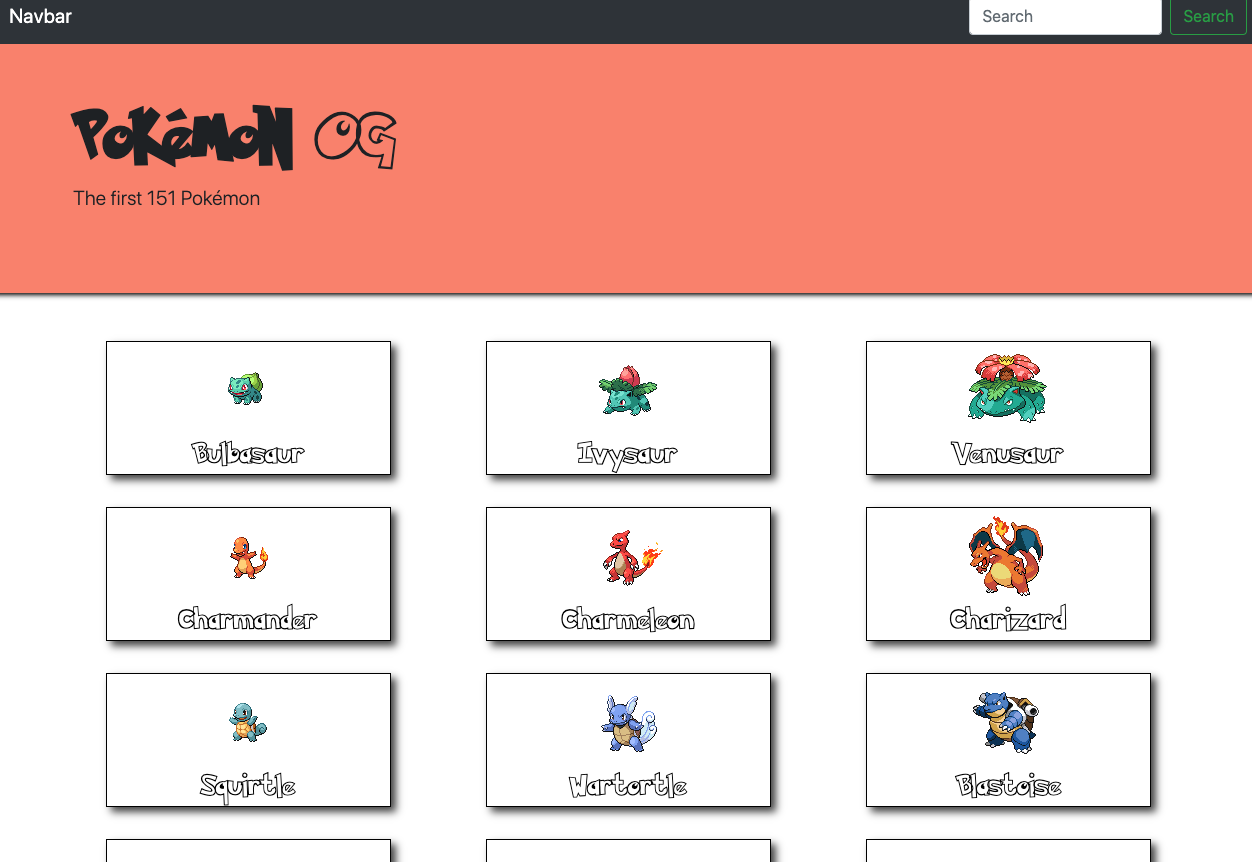 Navbar
Search
Search
Pokémon OG
The first 151 Pokémon
Bulbasaur
Ivysaur
Venusaur
Charmander
Charmeleon
Charizard
Squirtle
Wartortle
Blastoise